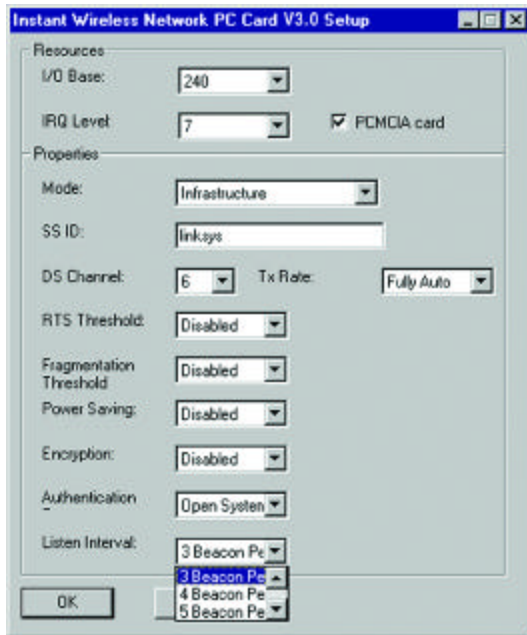 Instant Wireless Network PC Card V3.0 Setup
Resources
I/O Base: 240
IRQ Level: 7 PCMCIA card
Properties
Mode: Infrastructure
SS ID: linksys
DS Channel: 6 Tx Rate: Fully Auto
RTS Threshold: Disabled
Fragmentation
Threshold Disabled
Power Saving: Disabled
Encryption: Disabled
Authentication Open System
Listen Interval: 3 Beacon Pe
3 Beacon Pe
4 Beacon Pe
5 Beacon Pe
OK